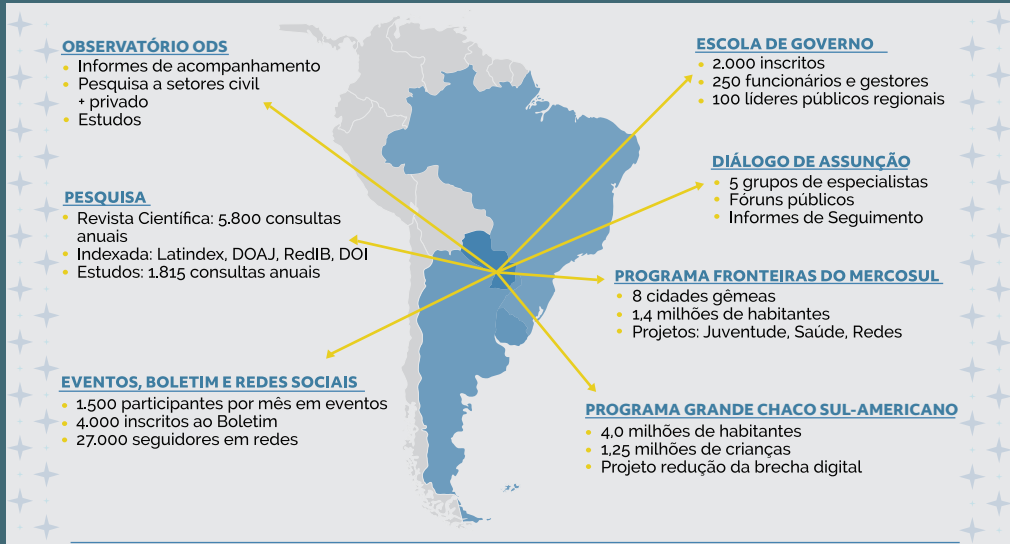 OBSERVATÓRIO ODS
• Informes de acompanhamento
• Pesquisa a setores civil
+ privado
• Estudos
PESQUISA
• Revista Científica: 5.800 consultas
anuais
• Indexada: Latindex, DOAJ, RedIB, DOI
• Estudos: 1.815 consultas anuais
EVENTOS, BOLETIM E REDES SOCIAIS
• 1.500 participantes por mês em eventos
• 4.000 inscritos ao Boletim
• 27.000 seguidores em redes
ESCOLA DE GOVERNO
• 2.000 inscritos
• 250 funcionários e gestores
• 100 líderes públicos regionais
DIÁLOGO DE ASSUNÇÃO
• 5 grupos de especialistas
• Fóruns públicos
• Informes de Seguimento
PROGRAMA FRONTEIRAS DO MERCOSUL
• 8 cidades gêmeas
• 1,4 milhões de habitantes
• Projetos: Juventude, Saúde, Redes
PROGRAMA GRANDE CHACO SUL-AMERICANO
• 4,0 milhões de habitantes
• 1,25 milhões de crianças
• Projeto redução da brecha digital